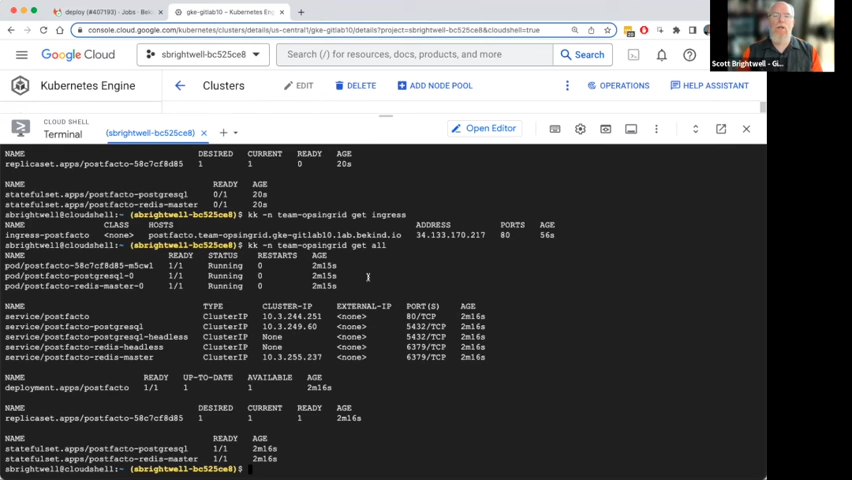 deploy (#407193) · Jobs · Bek
gke-gitlab10 – Kubernetes Engin
console.cloud.google.com/kubernetes/clusters/details/us-central1/gke-gitlab10/details?project=sbrightwell-bc525ce8&cloudshell=true
Scott Brightwell - Gi...
Google Cloud
sbrightwell-bc525ce8
Search (/) for resources, docs, products, and more
Search
Kubernetes Engine
Clusters
EDIT
DELETE
ADD NODE POOL
OPERATIONS
HELP ASSISTANT
CLOUD SHELL
Terminal
(sbrightwell-bc525ce8)
Open Editor
NAME DESIRED CURRENT READY AGE
replicaset.apps/postfacto-58c7cf8d85 1 1 0 20s
NAME READY AGE
statefulset.apps/postfacto-postgresql 0/1 20s
statefulset.apps/postfacto-redis-master 0/1 20s
sbrightwell@cloudshell:~ (sbrightwell-bc525ce8)$ kk -n team-opsingrid get ingress
NAME CLASS HOSTS ADDRESS PORTS AGE
ingress-postfacto <none> postfacto.team-opsingrid.gke-gitlab10.lab.bekind.io 34.133.170.217 80 56s
sbrightwell@cloudshell:~ (sbrightwell-bc525ce8)$ kk -n team-opsingrid get all
NAME READY STATUS RESTARTS AGE
pod/postfacto-58c7cf8d85-m5cwl 1/1 Running 0 2m15s
pod/postfacto-postgresql-0 1/1 Running 0 2m15s
pod/postfacto-redis-master-0 1/1 Running 0 2m15s
NAME TYPE CLUSTER-IP EXTERNAL-IP PORT(S) AGE
service/postfacto ClusterIP 10.3.244.251 <none> 80/TCP 2m16s
service/postfacto-postgresql ClusterIP 10.3.249.60 <none> 5432/TCP 2m16s
service/postfacto-postgresql-headless ClusterIP None <none> 5432/TCP 2m16s
service/postfacto-redis-headless ClusterIP None <none> 6379/TCP 2m16s
service/postfacto-redis-master ClusterIP 10.3.255.237 <none> 6379/TCP 2m16s
NAME READY UP-TO-DATE AVAILABLE AGE
deployment.apps/postfacto 1/1 1 1 2m16s
NAME DESIRED CURRENT READY AGE
replicaset.apps/postfacto-58c7cf8d85 1 1 1 2m16s
NAME READY AGE
statefulset.apps/postfacto-postgresql 1/1 2m16s
statefulset.apps/postfacto-redis-master 1/1 2m16s
sbrightwell@cloudshell:~ (sbrightwell-bc525ce8)$